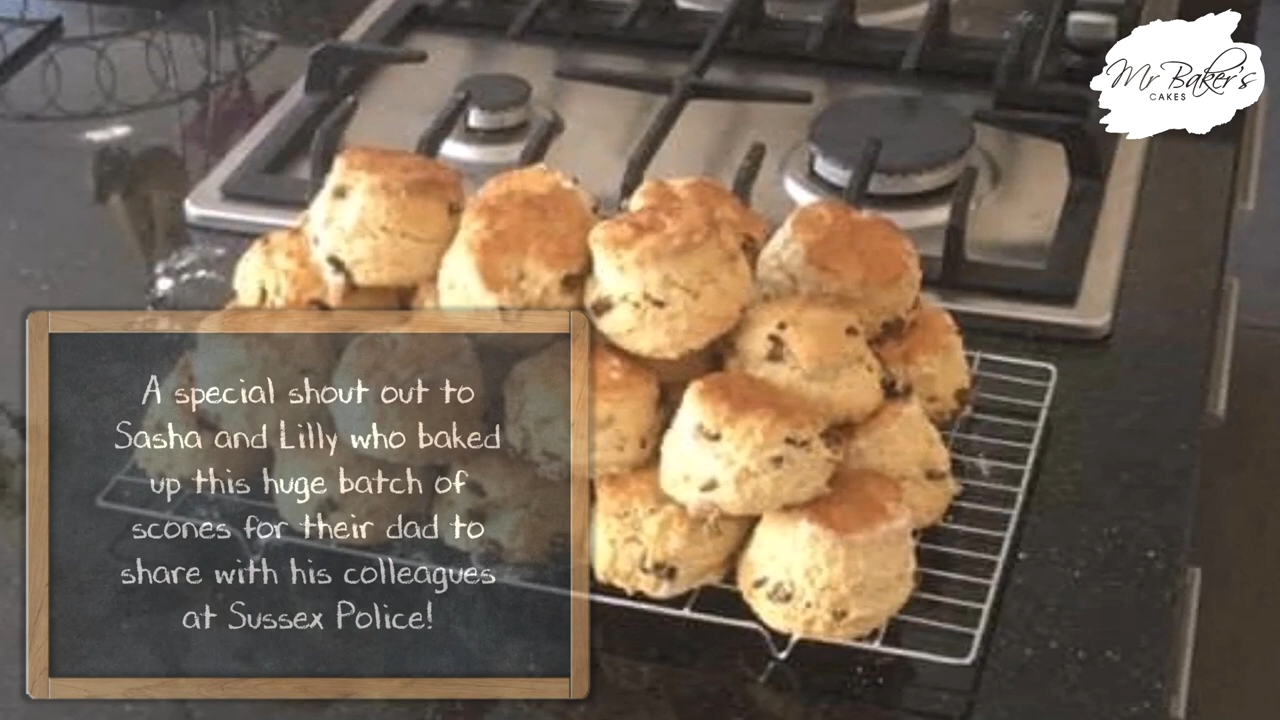 Mr Baker's
CAKES
A special shout out to
Sasha and Lilly who baked
up this huge batch of
scones for their dad to
share with his colleagues
at Sussex Police!